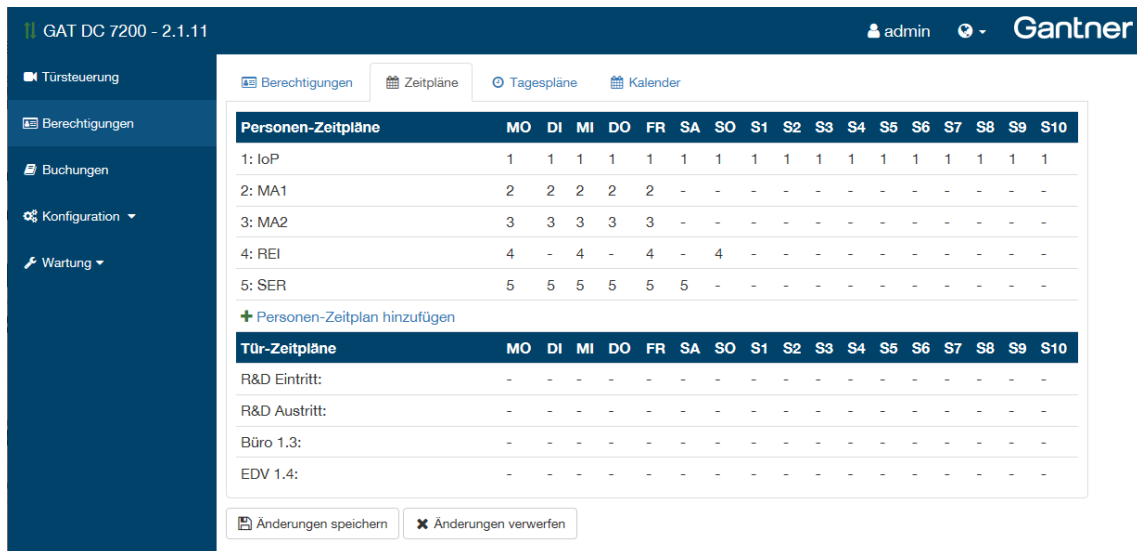 GAT DC 7200 - 2.1.11 admin Gantner
Türsteuerung
Berechtigungen
Buchungen
Konfiguration
Wartung
Berechtigungen Zeitpläne Tagespläne Kalender
Personen-Zeitpläne MO DI MI DO FR SA SO S1 S2 S3 S4 S5 S6 S7 S8 S9 S10
1: IoP 1 1 1 1 1 1 1 1 1 1 1 1 1 1 1 1 1
2: MA1 2 2 2 2 2 - - - - - - - - - - - -
3: MA2 3 3 3 3 3 - - - - - - - - - - - -
4: REI 4 - 4 - 4 - 4 - - - - - - - - - -
5: SER 5 5 5 5 5 5 - - - - - - - - - - -
Personen-Zeitplan hinzufügen
Tür-Zeitpläne MO DI MI DO FR SA SO S1 S2 S3 S4 S5 S6 S7 S8 S9 S10
R&D Eintritt: - - - - - - - - - - - - - - - - -
R&D Austritt: - - - - - - - - - - - - - - - - -
Büro 1.3: - - - - - - - - - - - - - - - - -
EDV 1.4: - - - - - - - - - - - - - - - - -
Änderungen speichern Änderungen verwerfen